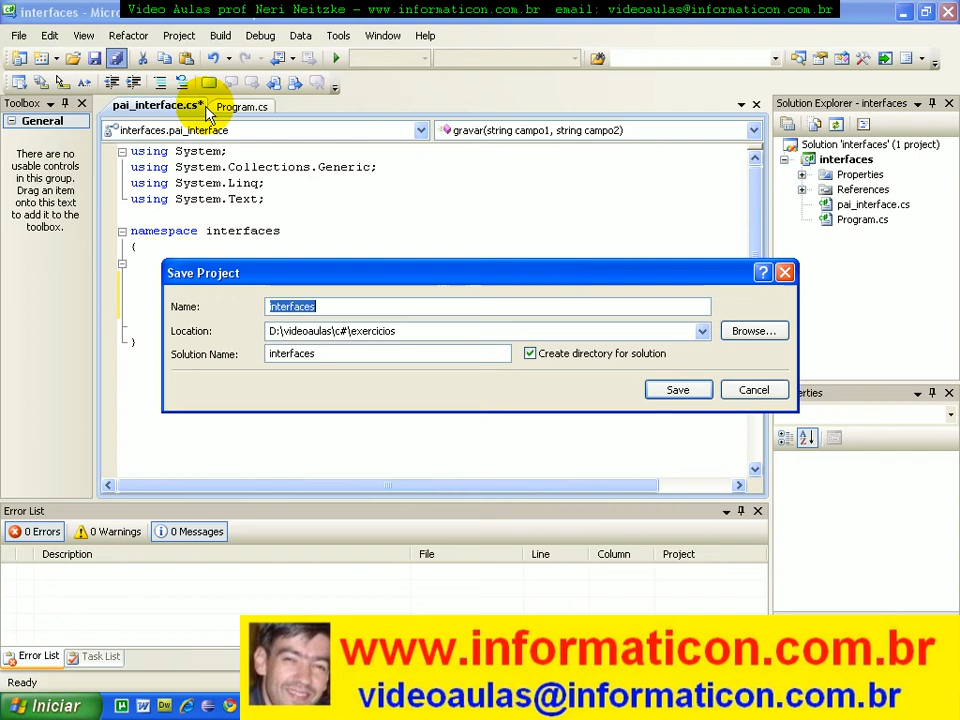 interfaces - Micros
Video Aulas prof Neri Neitzke – www.informaticon.com.br email: videoaulas@informaticon.com.br
File Edit View Refactor Project Build Debug Data Tools Window Help
Toolbox
General
There are no
usable controls
in this group.
Drag an item
onto this text
to add it to the
toolbox.
pai_interface.cs* Program.cs
interfaces.pai_interface
gravar(string campo1, string campo2)
using System;
using System.Collections.Generic;
using System.Linq;
using System.Text;
namespace interfaces
{
}
Save Project
Name: interfaces
Location: D:\videoaulas\c#\exercicios Browse...
Solution Name: interfaces Create directory for solution
Save Cancel
Solution Explorer - interfaces
Solution 'interfaces' (1 project)
interfaces
Properties
References
pai_interface.cs
Program.cs
operties
Error List
0 Errors 0 Warnings 0 Messages
Description File Line Column Project
Error List Task List
Ready
Iniciar
www.informaticon.com.br
videoaulas@informaticon.com.br